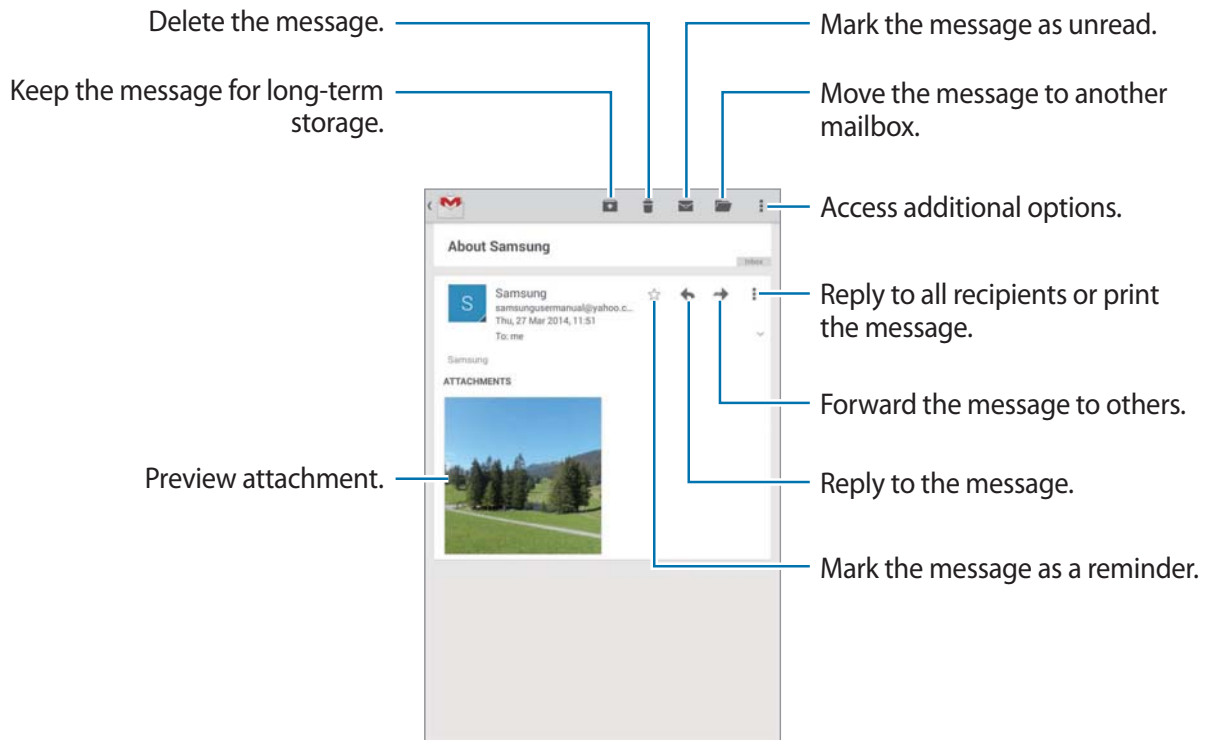 Delete the message.
Mark the message as unread.
Keep the message for long-term
storage.
Move the message to another
mailbox.
Access additional options.
About Samsung
Inbox
S
Samsung
samsungusermanual@yahoo.c...
Thu, 27 Mar 2014, 11:51
To: me
Reply to all recipients or print
the message.
Samsung
ATTACHMENTS
Forward the message to others.
Preview attachment.
Reply to the message.
Mark the message as a reminder.